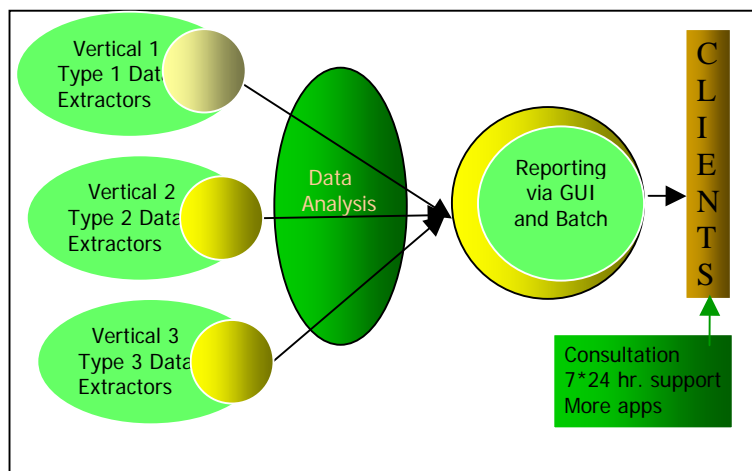 Vertical 1
Type 1 Data
Extractors
Vertical 2
Type 2 Data
Extractors
Vertical 3
Type 3 Data
Extractors
Data
Analysis
Reporting
via GUI
and Batch
CLIENTS
Consultation
7*24 hr. support
More apps